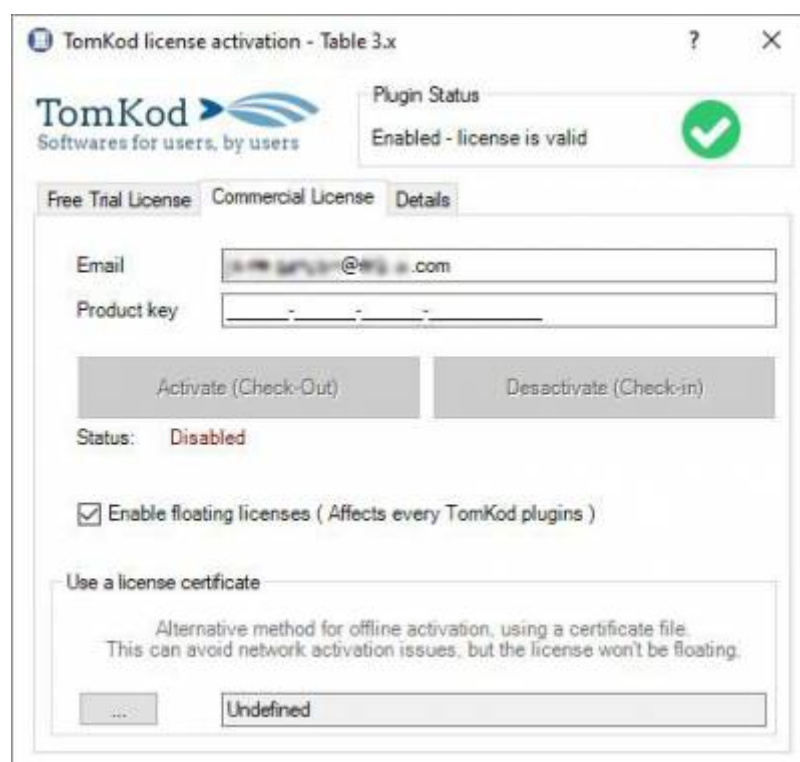 TomKod license activation - Table 3.x
?
TomKod
Softwares for users, by users
Plugin Status
Enabled - license is valid
Free Trial License
Commercial License
Details
Email
@
.com
Product key
Activate (Check-Out)
Desactivate (Check-in)
Status:
Disabled
Enable floating licenses ( Affects every TomKod plugins )
Use a license certificate
Alternative method for offline activation, using a certificate file.
This can avoid network activation issues, but the license won't be floating.
...
Undefined